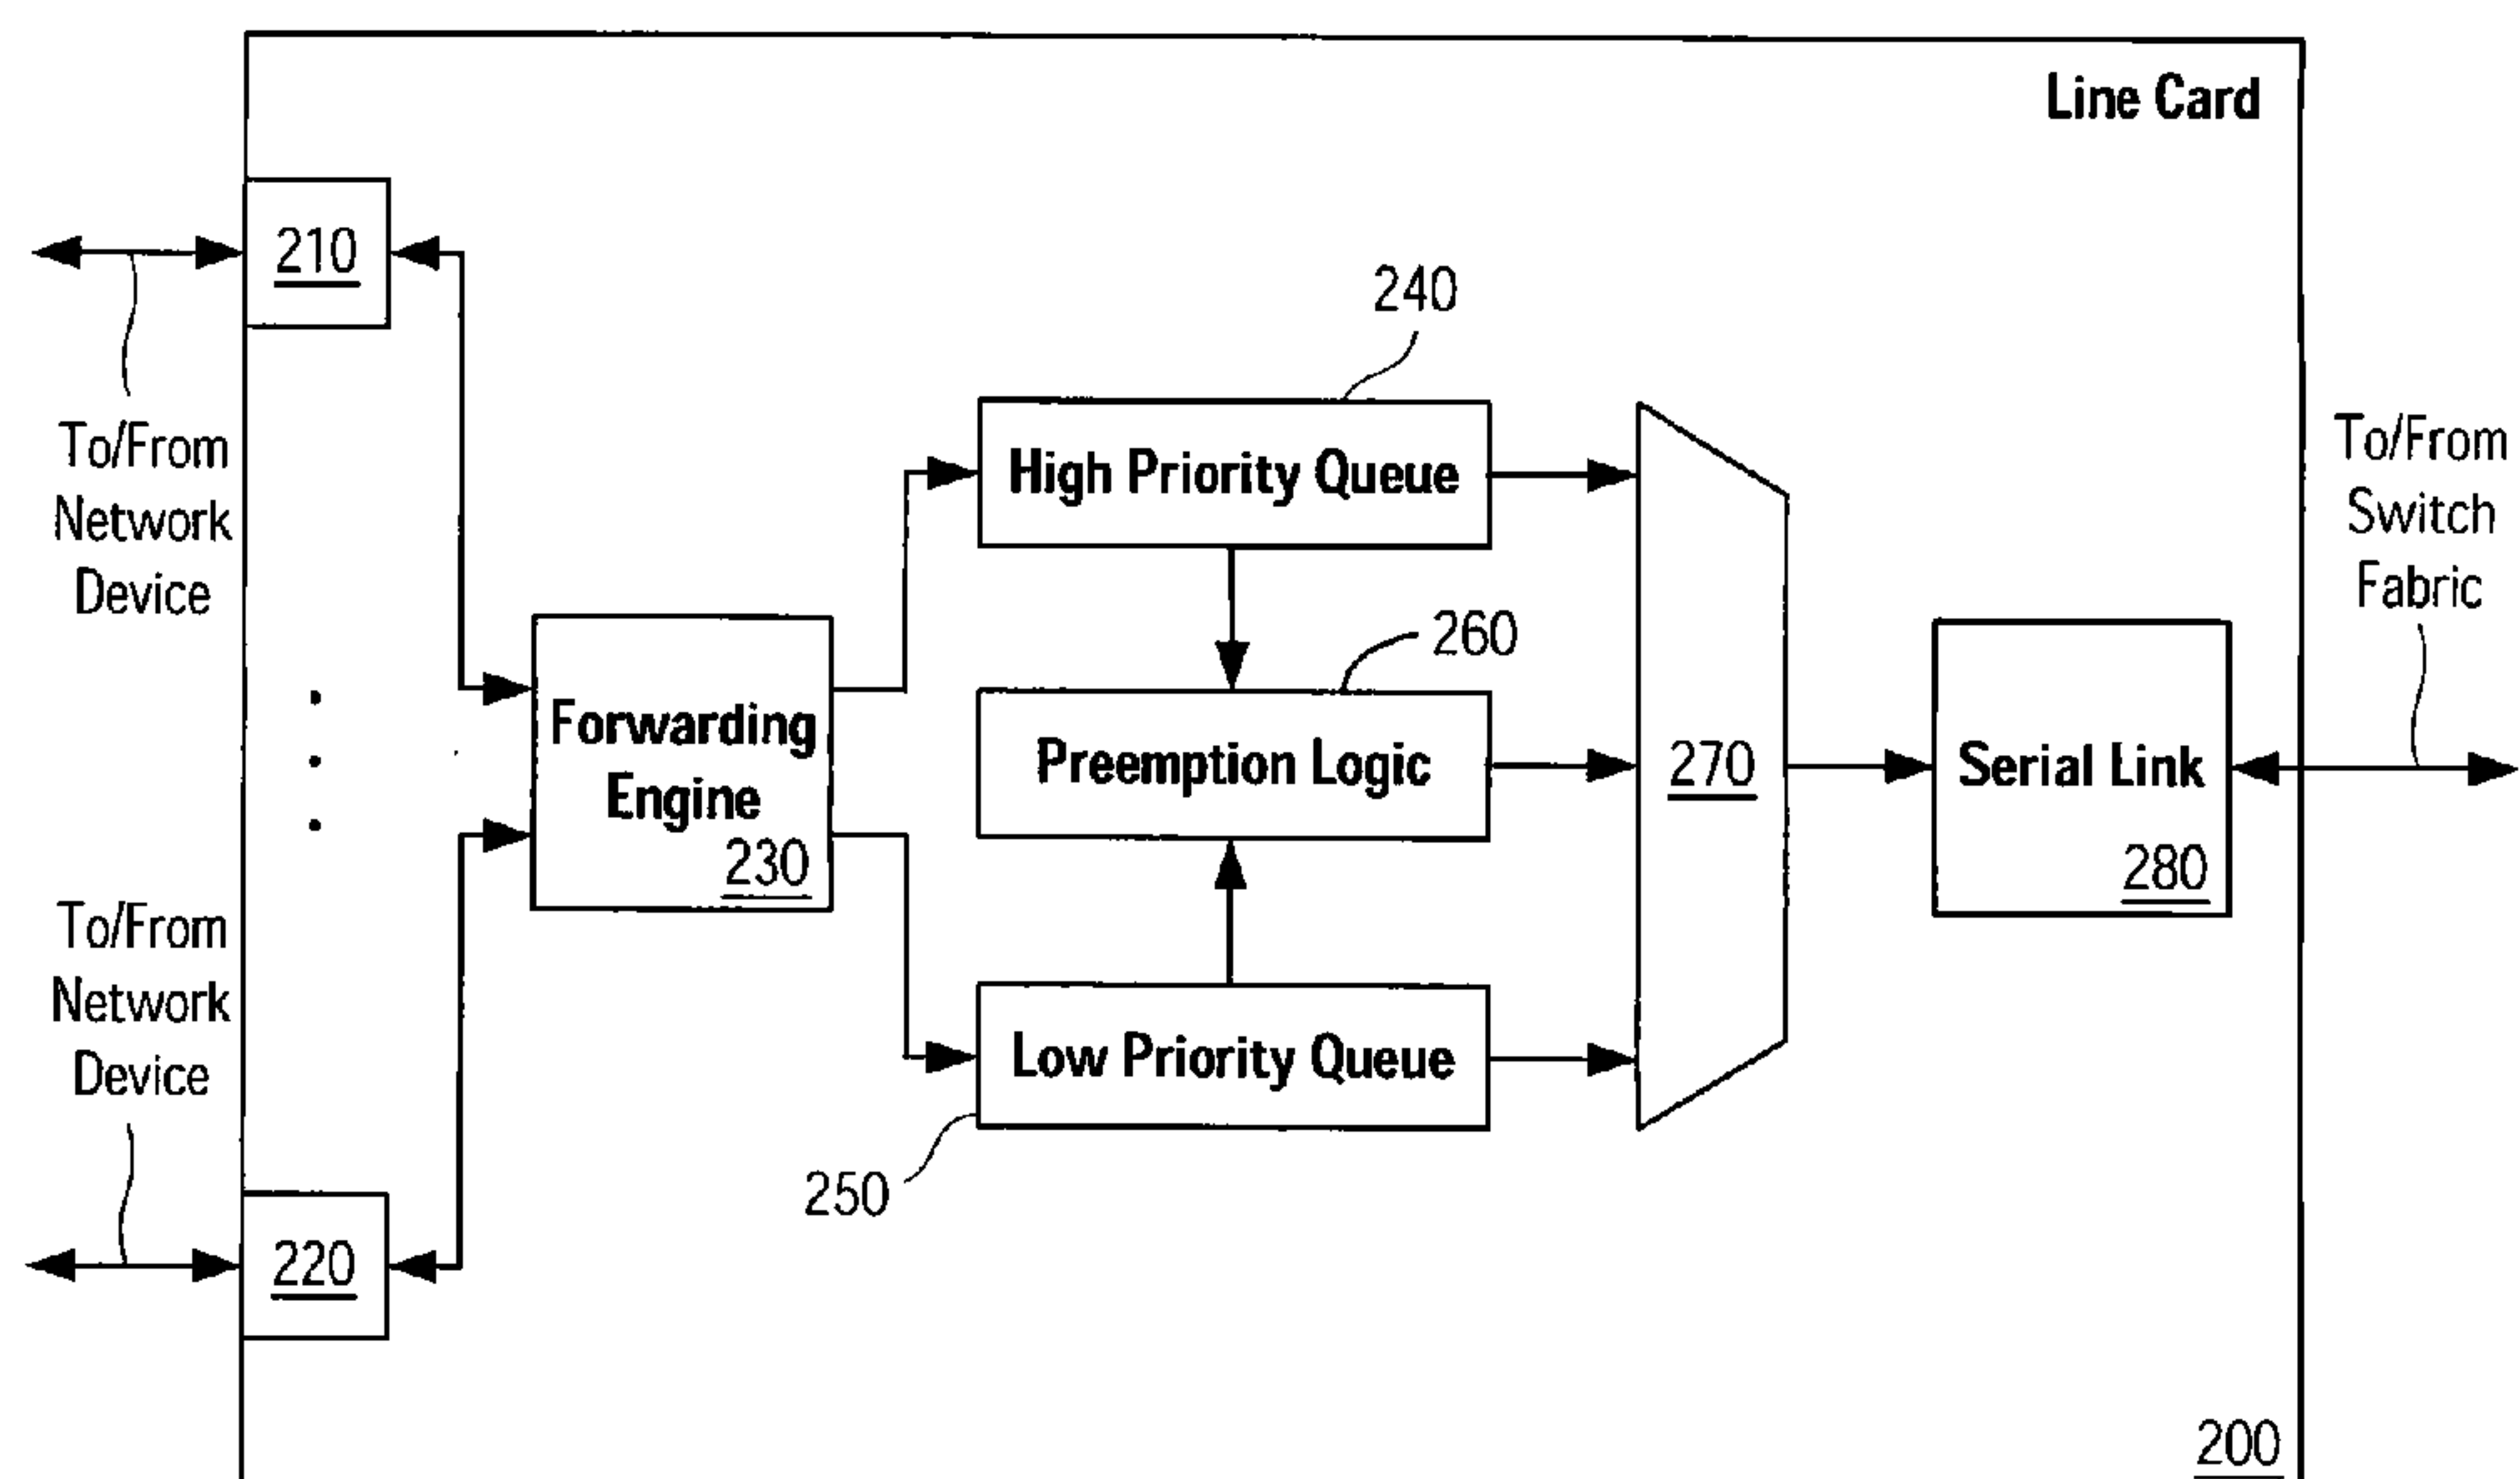 Line Card
210
To/From
Network
Device
240
High Priority Queue
To/From
Switch
Fabric
260
Forwarding
Engine
230
Preemption Logic
270
Serial Link
280
To/From
Network
Device
Low Priority Queue
250
220
200